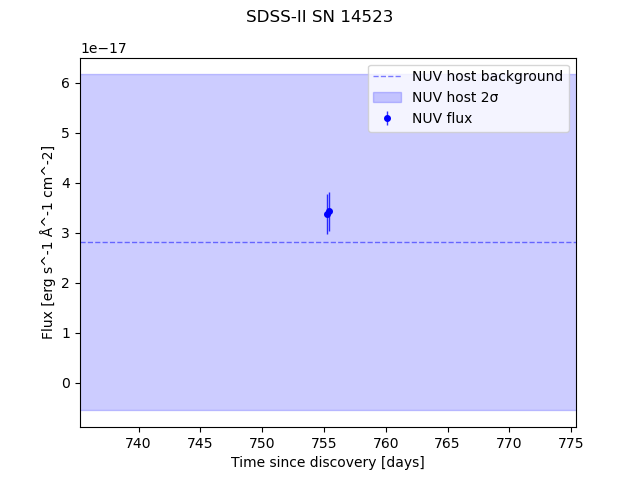 SDSS-II SN 14523
1e−17
NUV host background
NUV host 2σ
NUV flux
6
5
4
3
2
1
0
Flux [erg s^-1 Å^-1 cm^-2]
740 745 750 755 760 765 770 775
Time since discovery [days]